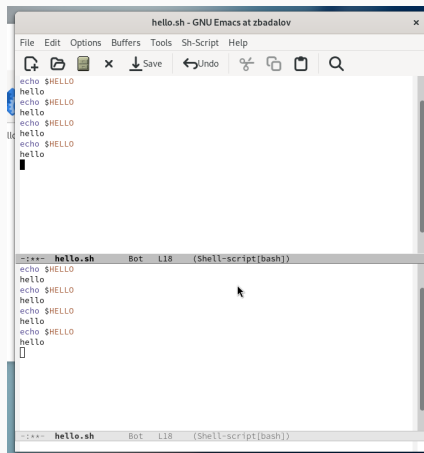 hello.sh - GNU Emacs at zbadalov
File Edit Options Buffers Tools Sh-Script Help
Save Undo
echo $HELLO
hello
echo $HELLO
hello
echo $HELLO
hello
echo $HELLO
hello
-:**- hello.sh Bot L18 (Shell-script[bash])
echo $HELLO
hello
echo $HELLO
hello
echo $HELLO
hello
echo $HELLO
hello
-:**- hello.sh Bot L18 (Shell-script[bash])